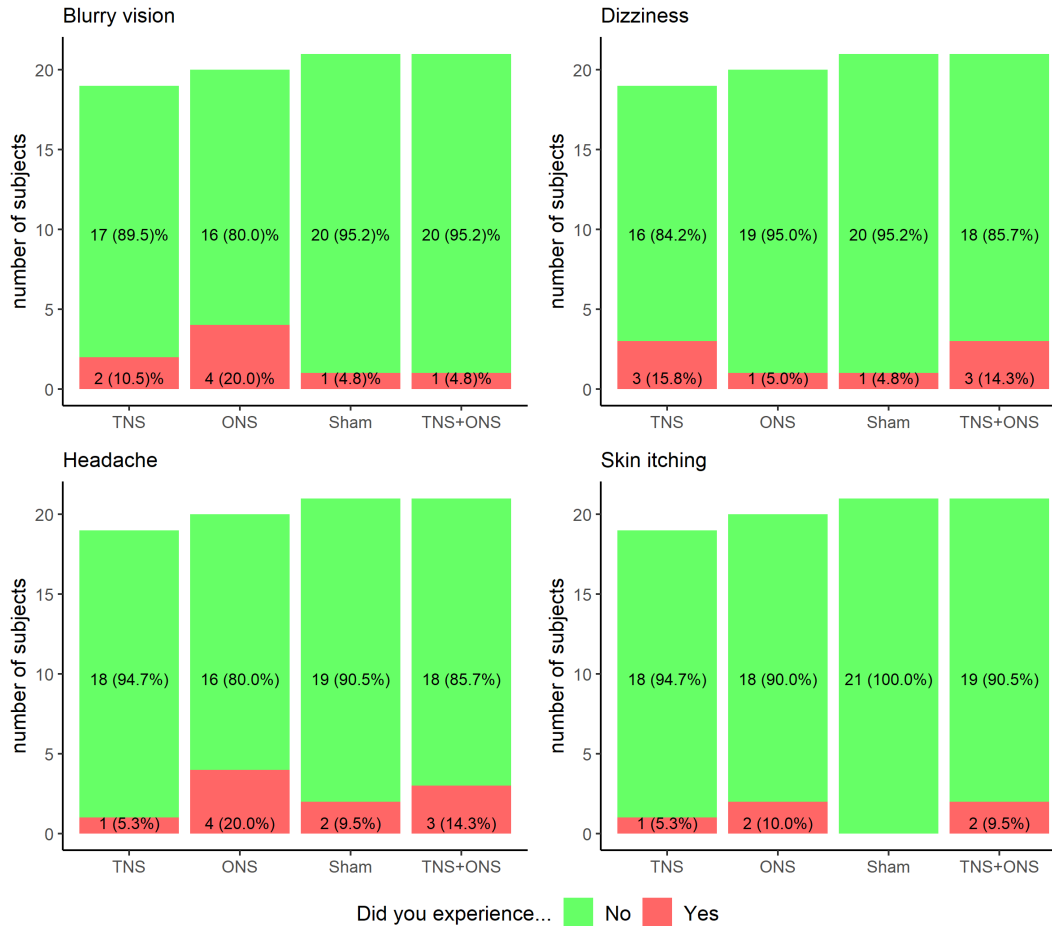 Blurry vision
number of subjects
20
15
10
5
0
17 (89.5)% 16 (80.0)% 20 (95.2)% 20 (95.2)%
2 (10.5)% 4 (20.0)% 1 (4.8)% 1 (4.8)%
TNS ONS Sham TNS+ONS
Dizziness
number of subjects
20
15
10
5
0
16 (84.2%) 19 (95.0%) 20 (95.2%) 18 (85.7%)
3 (15.8%) 1 (5.0%) 1 (4.8%) 3 (14.3%)
TNS ONS Sham TNS+ONS
Headache
number of subjects
20
15
10
5
0
18 (94.7%) 16 (80.0%) 19 (90.5%) 18 (85.7%)
1 (5.3%) 4 (20.0%) 2 (9.5%) 3 (14.3%)
TNS ONS Sham TNS+ONS
Skin itching
number of subjects
20
15
10
5
0
18 (94.7%) 18 (90.0%) 21 (100.0%) 19 (90.5%)
1 (5.3%) 2 (10.0%) 2 (9.5%)
TNS ONS Sham TNS+ONS
Did you experience... No Yes